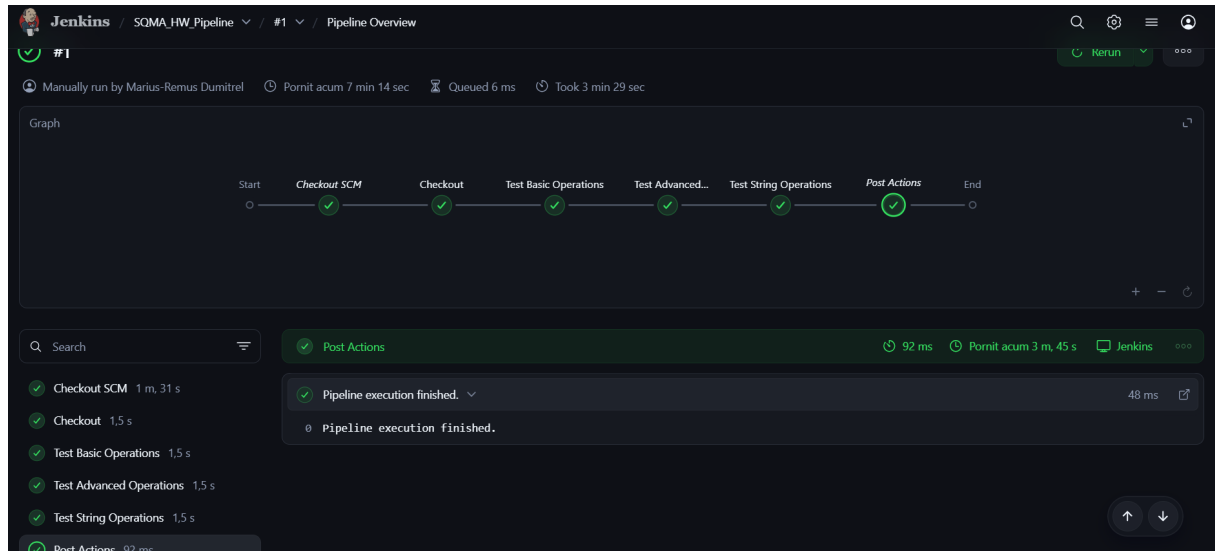 Jenkins / SQMA_HW_Pipeline / #1 / Pipeline Overview
#1
Rerun
Manually run by Marius-Remus Dumitrel Pornit acum 7 min 14 sec Queued 6 ms Took 3 min 29 sec
Graph
Start Checkout SCM Checkout Test Basic Operations Test Advanced... Test String Operations Post Actions End
Search
Post Actions 92 ms Pornit acum 3 m, 45 s Jenkins
Checkout SCM 1 m, 31 s
Checkout 1,5 s
Test Basic Operations 1,5 s
Test Advanced Operations 1,5 s
Test String Operations 1,5 s
Post Actions 92 ms
Pipeline execution finished. 48 ms
0 Pipeline execution finished.